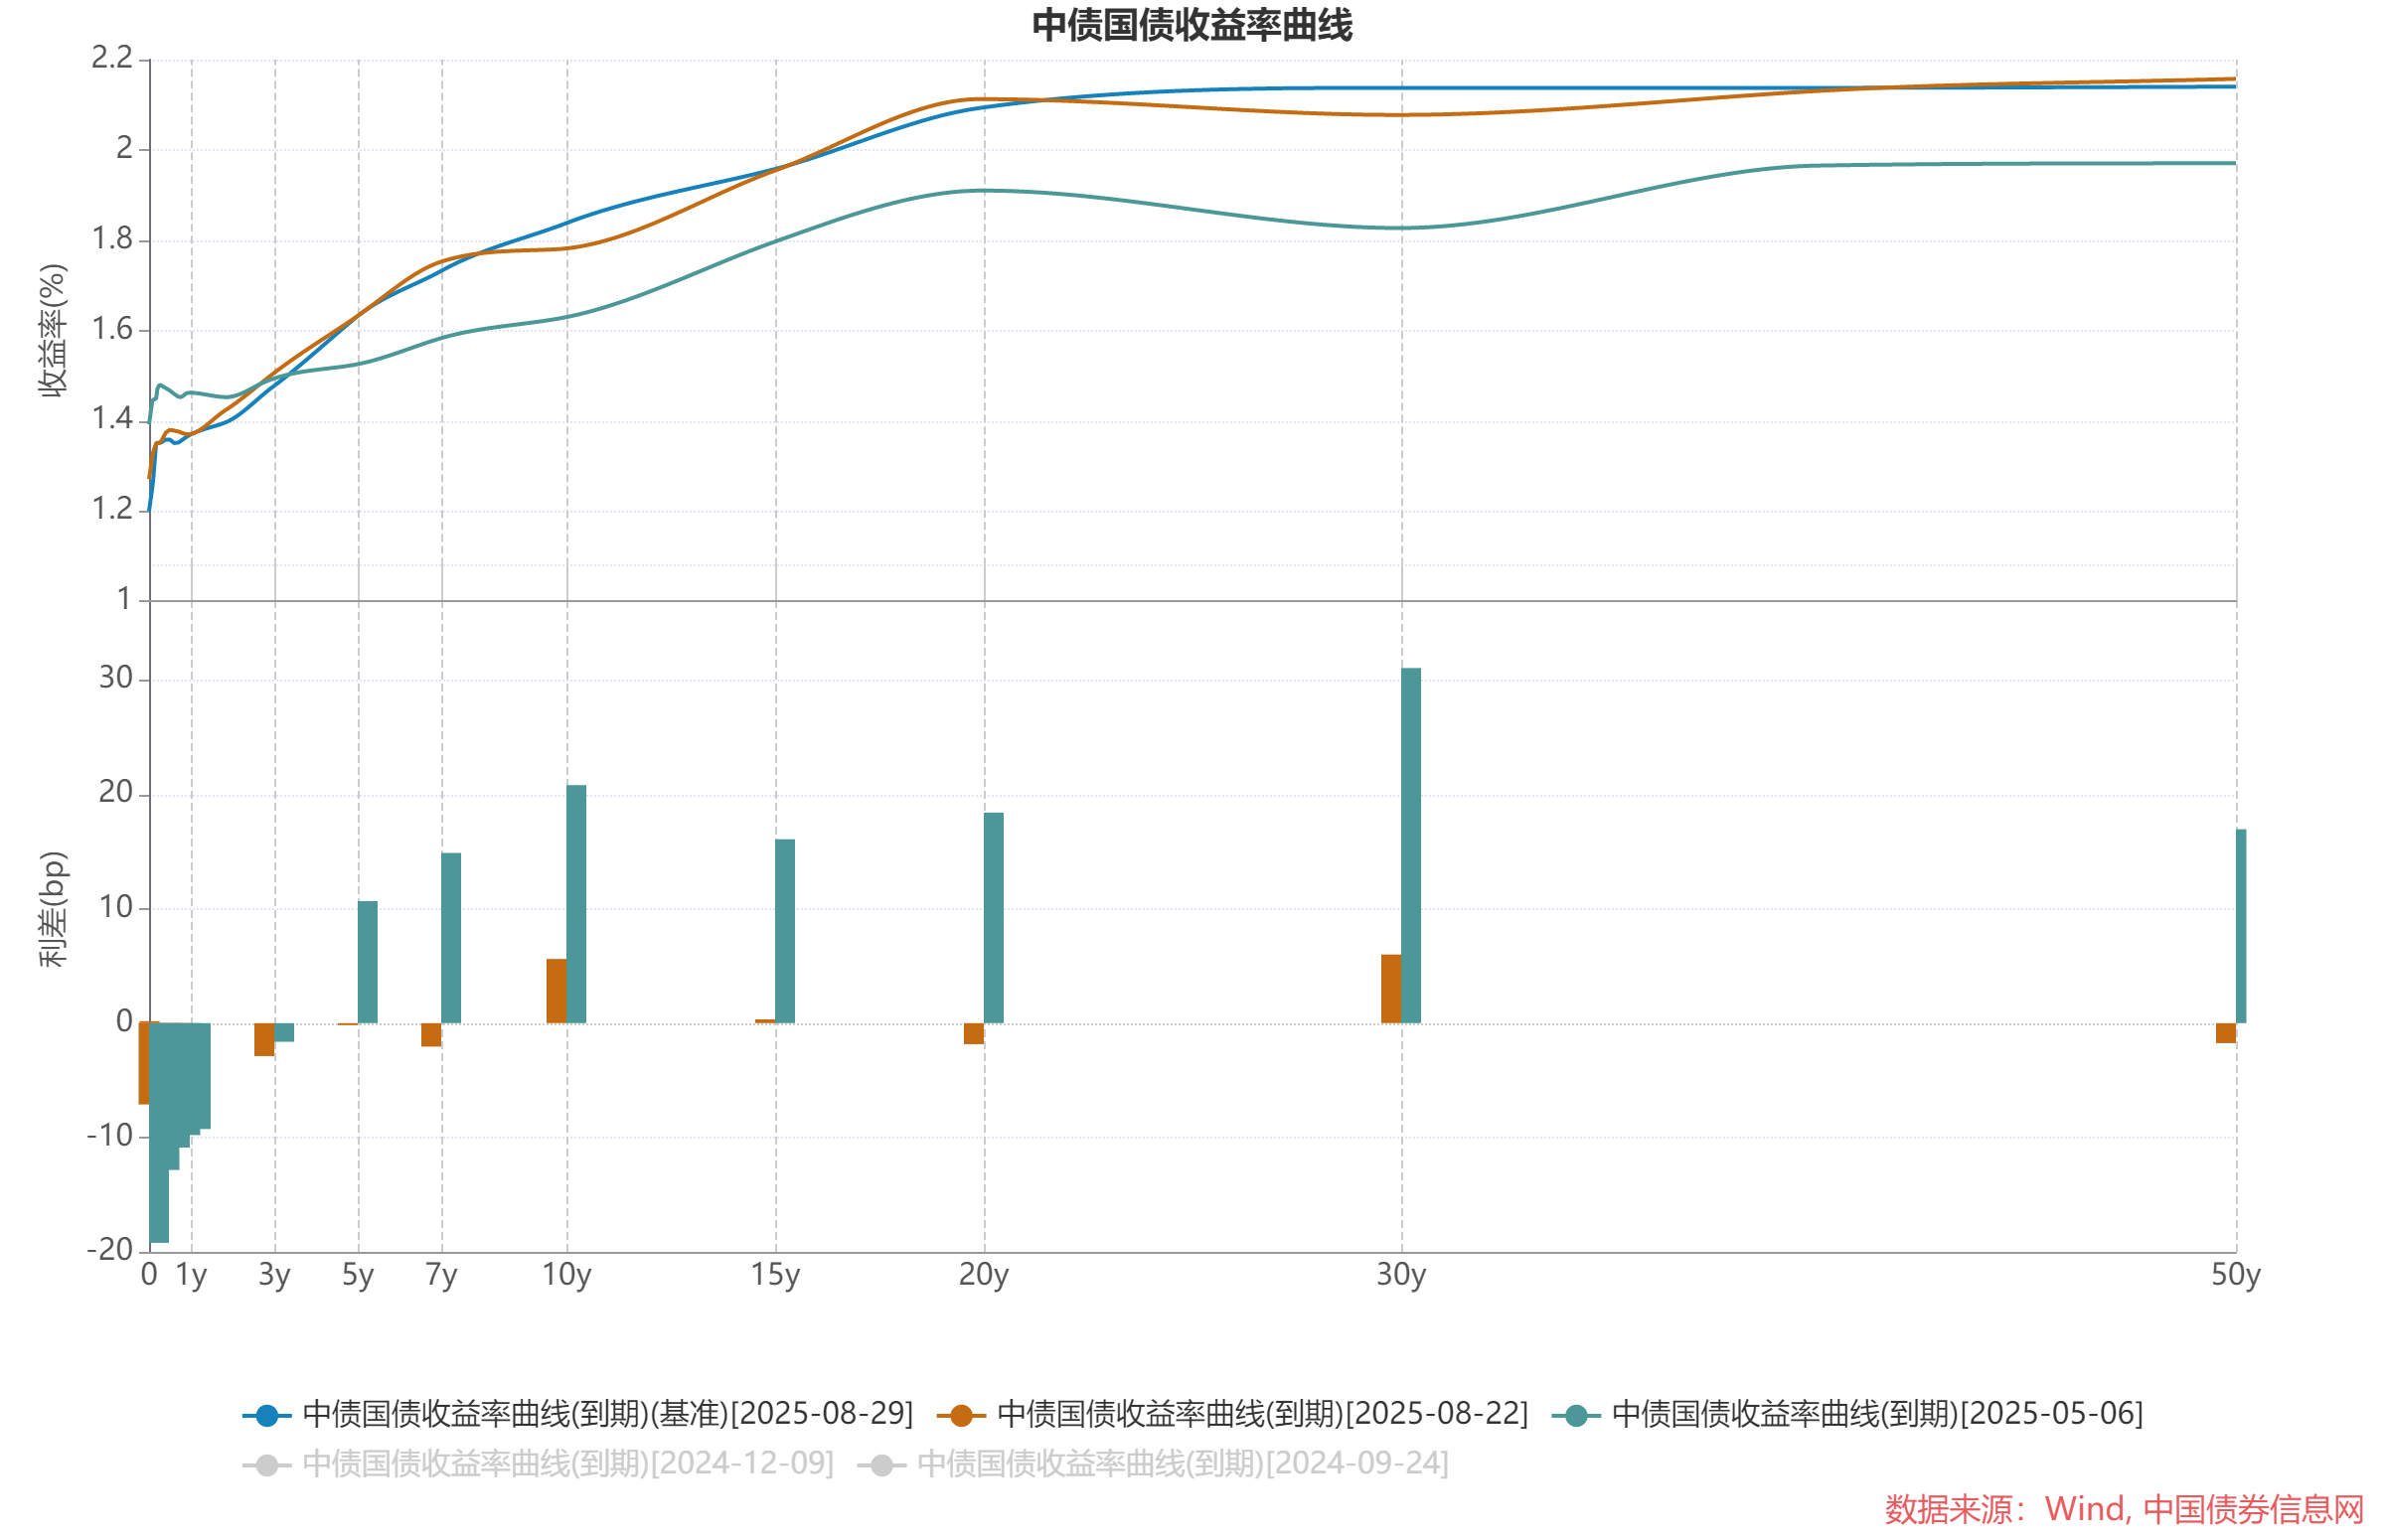 中债国债收益率曲线
收益率(%)
2.2
2
1.8
1.6
1.4
1.2
1
利差(bp)
30
20
10
0
-10
-20
0 1y 3y 5y 7y 10y 15y 20y 30y 50y
中债国债收益率曲线(到期)(基准)[2025-08-29] 中债国债收益率曲线(到期)[2025-08-22] 中债国债收益率曲线(到期)[2025-05-06]
中债国债收益率曲线(到期)[2024-12-09] 中债国债收益率曲线(到期)[2024-09-24]
数据来源：Wind, 中国债券信息网